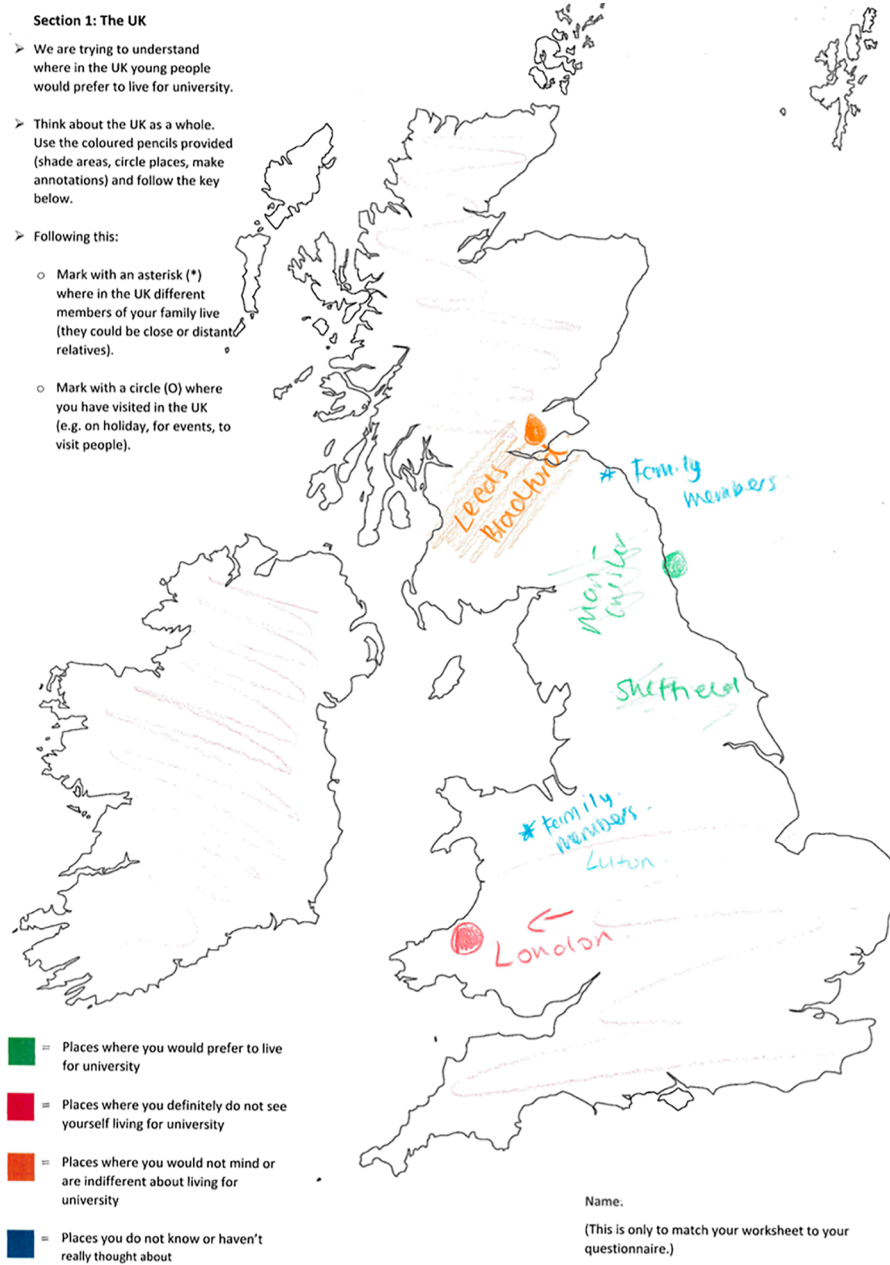 Section 1: The UK
➢ We are trying to understand
where in the UK young people
would prefer to live for university.
➢ Think about the UK as a whole.
Use the coloured pencils provided
(shade areas, circle places, make
annotations) and follow the key
below.
➢ Following this:
o Mark with an asterisk (*)
where in the UK different
members of your family live
(they could be close or distant
relatives).
o Mark with a circle (O) where
you have visited in the UK
(e.g. on holiday, for events, to
visit people).
Leeds
Bradford
* Family
members
Man-
chester
Sheffield
* Family
members
Luton
←
London
= Places where you would prefer to live
for university
= Places where you definitely do not see
yourself living for university
= Places where you would not mind or
are indifferent about living for
university
= Places you do not know or haven't
really thought about
Name:
(This is only to match your worksheet to your
questionnaire.)